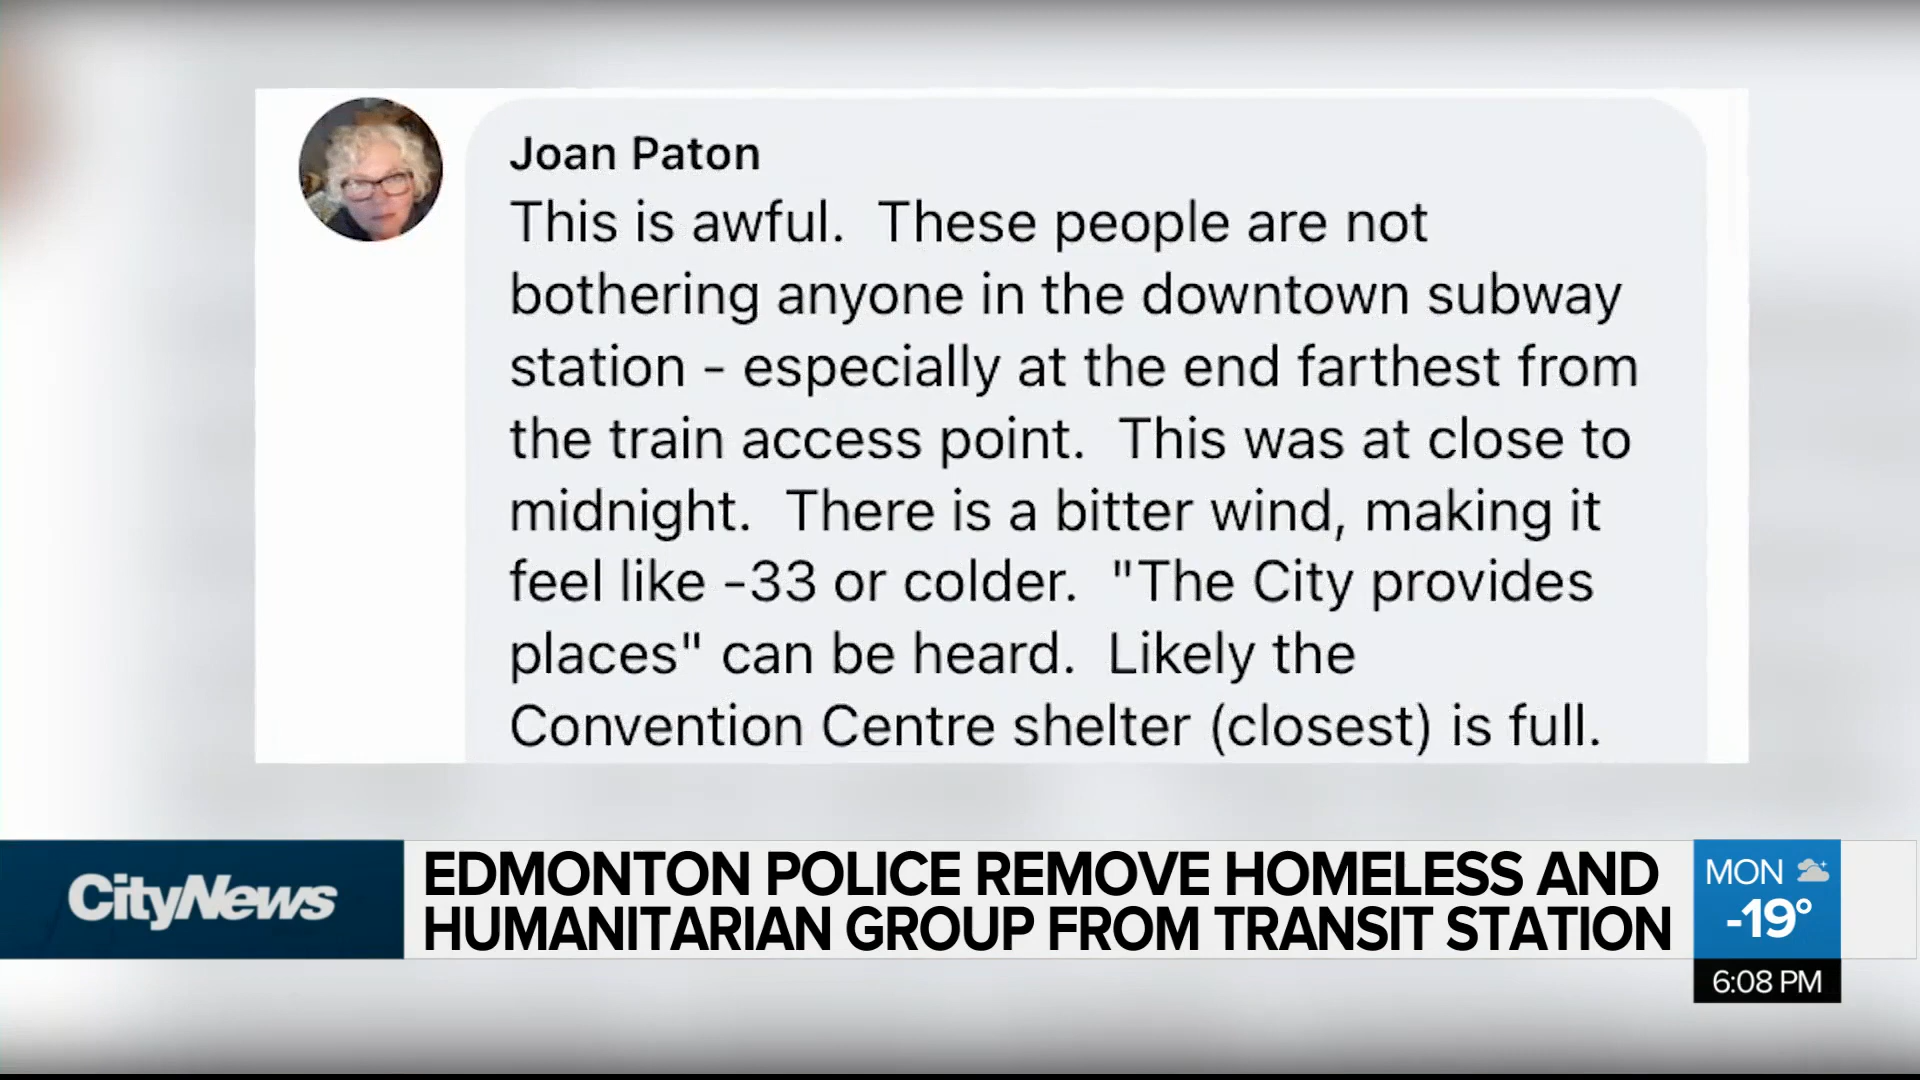 Joan Paton
This is awful.  These people are not
bothering anyone in the downtown subway
station - especially at the end farthest from
the train access point.  This was at close to
midnight.  There is a bitter wind, making it
feel like -33 or colder.  "The City provides
places" can be heard.  Likely the
Convention Centre shelter (closest) is full.
CityNews
EDMONTON POLICE REMOVE HOMELESS AND
HUMANITARIAN GROUP FROM TRANSIT STATION
MON
-19°
6:08 PM